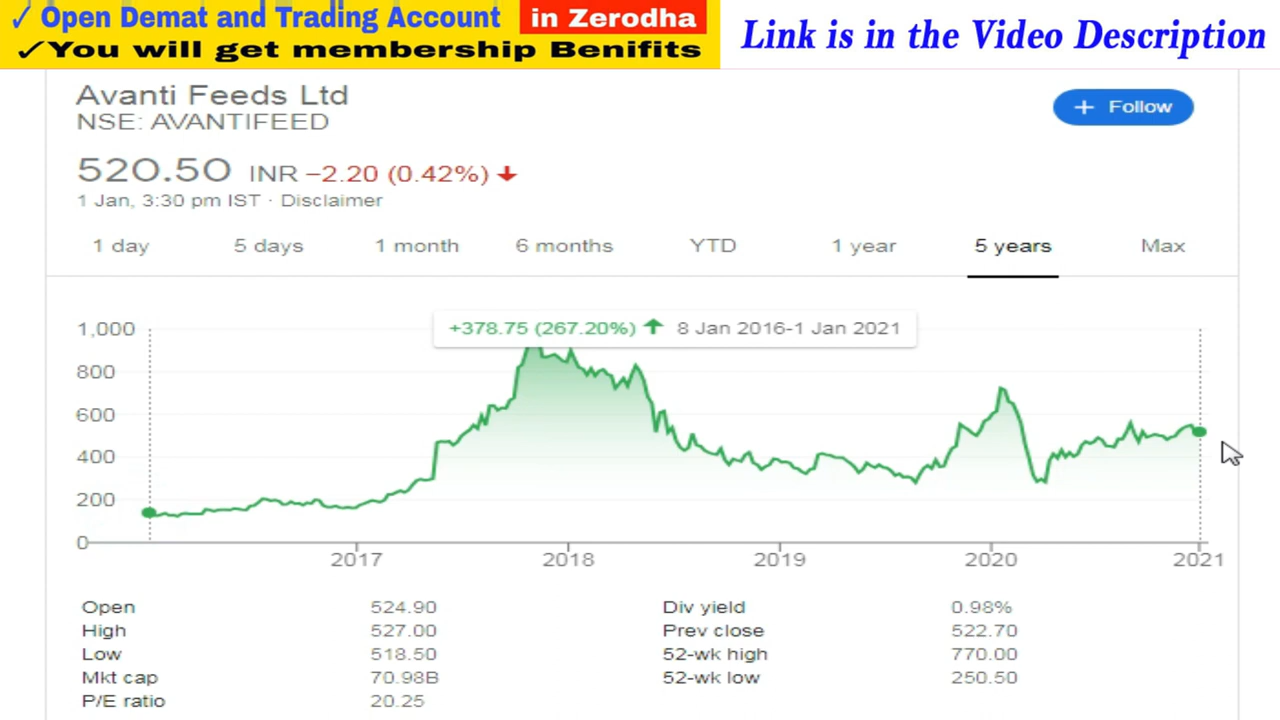 ✓ Open Demat and Trading Account in Zerodha
✓You will get membership Benifits
Link is in the Video Description
Avanti Feeds Ltd
NSE: AVANTIFEED
+ Follow
520.50 INR −2.20 (0.42%) ↓
1 Jan, 3:30 pm IST · Disclaimer
1 day 5 days 1 month 6 months YTD 1 year 5 years Max
+378.75 (267.20%) ↑ 8 Jan 2016-1 Jan 2021
1,000
800
600
400
200
0
2017 2018 2019 2020 2021
Open 524.90 Div yield 0.98%
High 527.00 Prev close 522.70
Low 518.50 52-wk high 770.00
Mkt cap 70.98B 52-wk low 250.50
P/E ratio 20.25